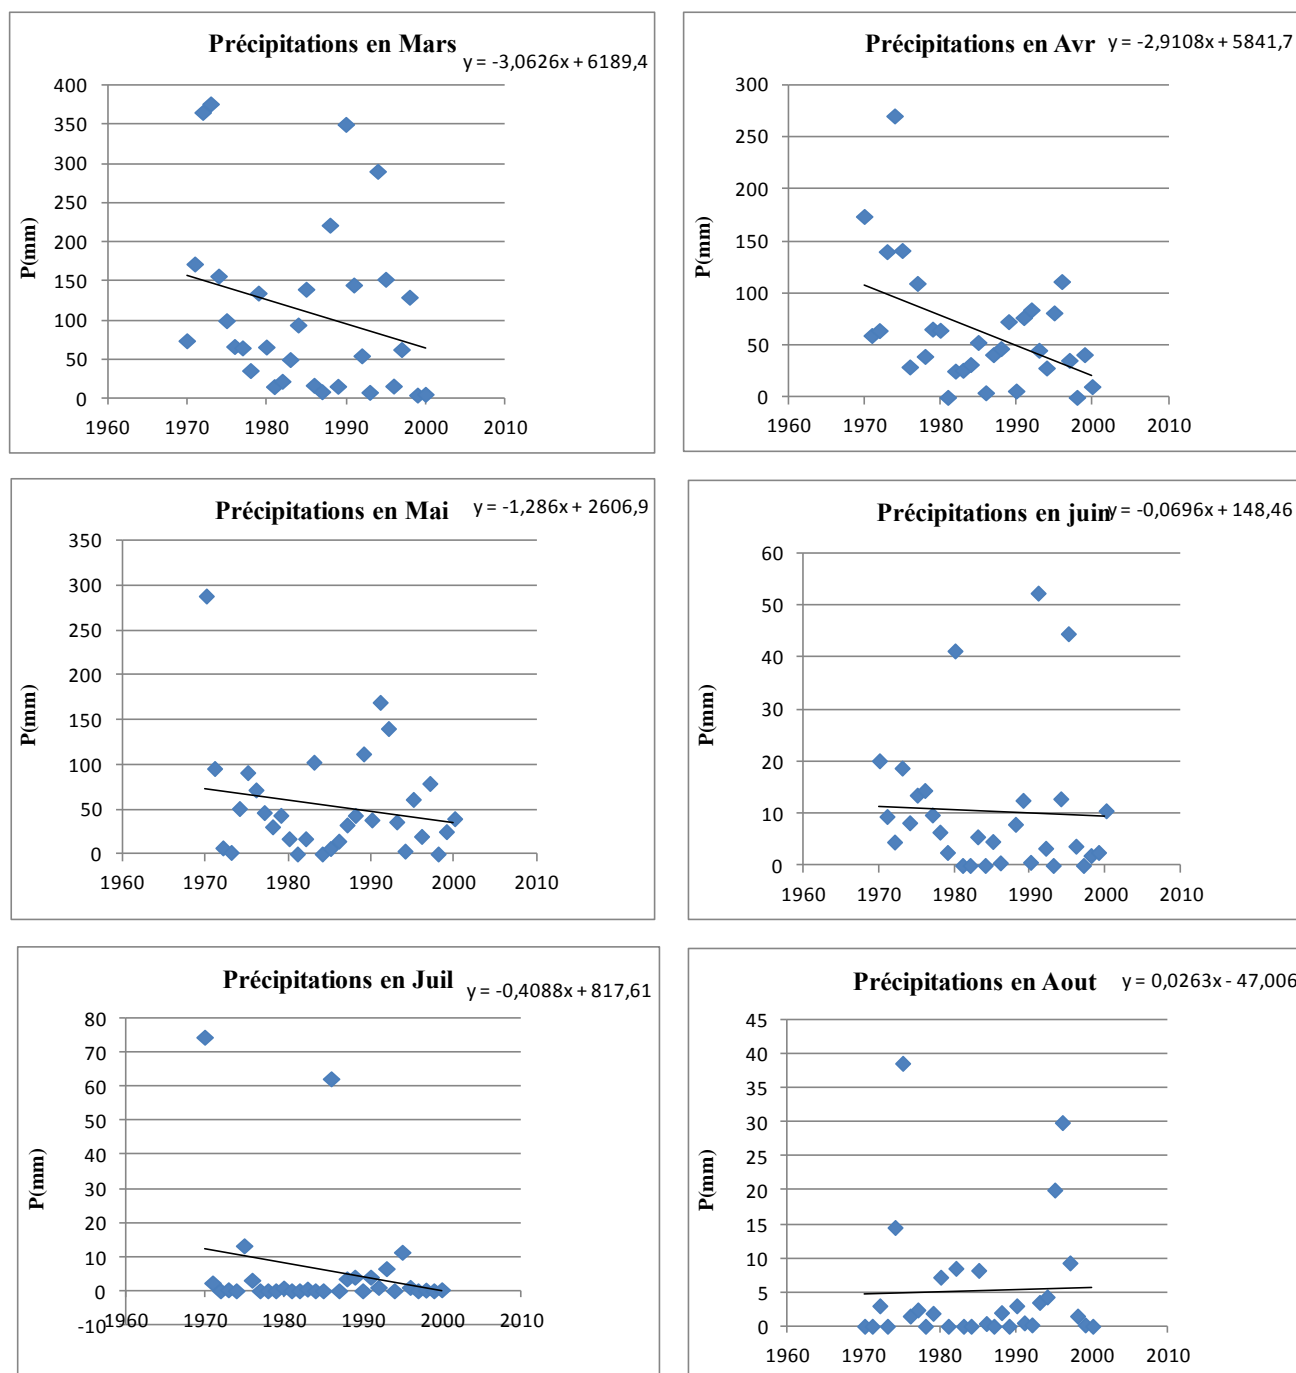 Précipitations en Mars
y = -3,0626x + 6189,4
400
350
300
250
200
150
100
50
0
P(mm)
1960 1970 1980 1990 2000 2010
Précipitations en Avr
y = -2,9108x + 5841,7
300
250
200
150
100
50
0
P(mm)
1960 1970 1980 1990 2000 2010
Précipitations en Mai
y = -1,286x + 2606,9
350
300
250
200
150
100
50
0
P(mm)
1960 1970 1980 1990 2000 2010
Précipitations en juin
y = -0,0696x + 148,46
60
50
40
30
20
10
0
P(mm)
1960 1970 1980 1990 2000 2010
Précipitations en Juil
y = -0,4088x + 817,61
80
70
60
50
40
30
20
10
0
-10
P(mm)
1960 1970 1980 1990 2000 2010
Précipitations en Aout
y = 0,0263x - 47,006
45
40
35
30
25
20
15
10
5
0
P(mm)
1960 1970 1980 1990 2000 2010